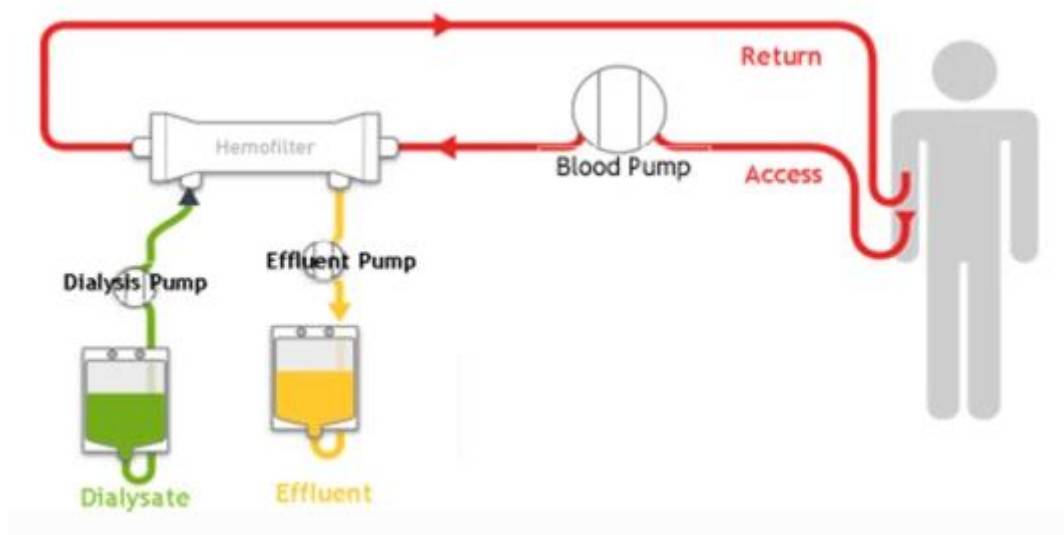 Return
Hemofilter
Blood Pump
Access
Effluent Pump
Dialysis Pump
Dialysate
Effluent